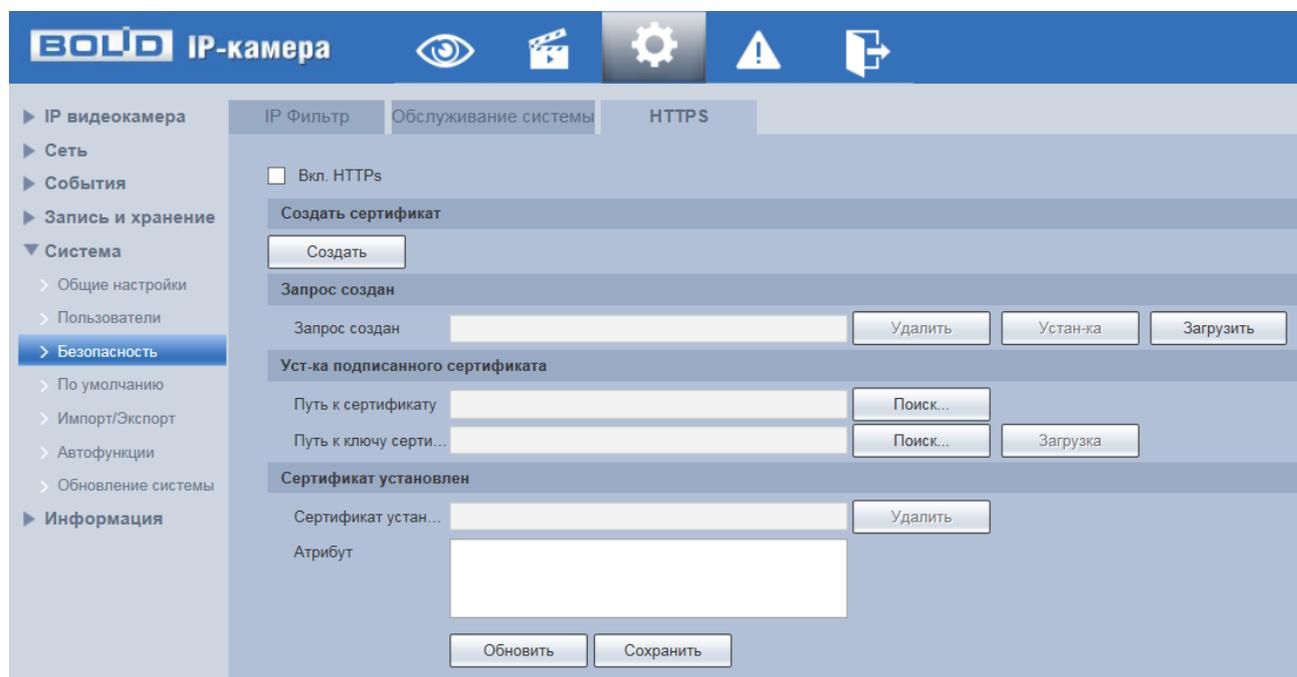 BOLID IP-камера
IP видеокамера
Сеть
События
Запись и хранение
Система
Общие настройки
Пользователи
Безопасность
По умолчанию
Импорт/Экспорт
Автофункции
Обновление системы
Информация
IP Фильтр Обслуживание системы HTTPS
Вкл. HTTPs
Создать сертификат
Создать
Запрос создан
Запрос создан Удалить Устан-ка Загрузить
Уст-ка подписанного сертификата
Путь к сертификату Поиск...
Путь к ключу серти... Поиск... Загрузка
Сертификат установлен
Сертификат устан... Удалить
Атрибут
Обновить Сохранить